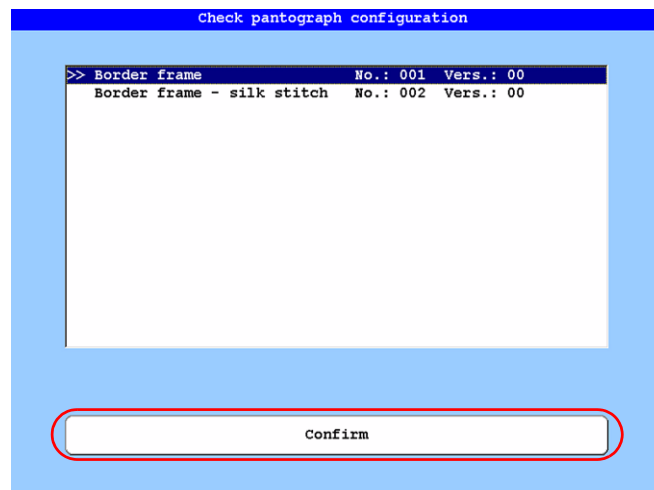 Check pantograph configuration
>> Border frame No.: 001 Vers.: 00
Border frame - silk stitch No.: 002 Vers.: 00
Confirm